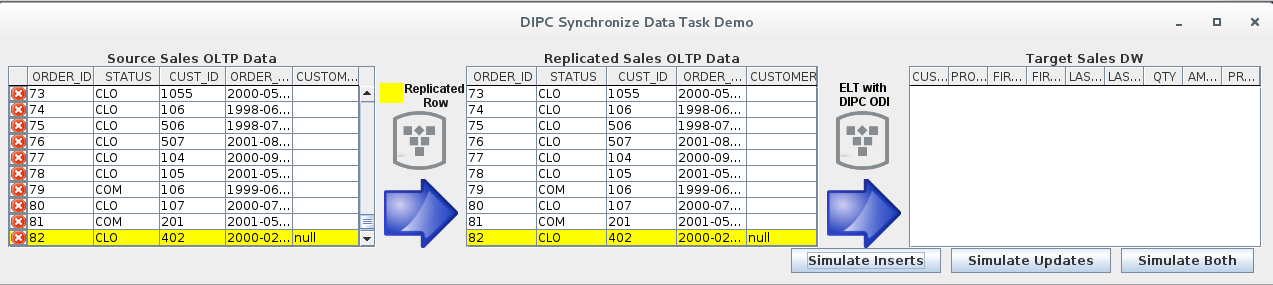 DIPC Synchronize Data Task Demo
Source Sales OLTP Data
ORDER_ID STATUS CUST_ID ORDER_... CUSTOM...
73 CLO 1055 2000-05...
74 CLO 106 1998-06...
75 CLO 506 1998-07...
76 CLO 507 2001-08...
77 CLO 104 2000-09...
78 CLO 105 2001-05...
79 COM 106 1999-06...
80 CLO 107 2000-07...
81 COM 201 2001-05...
82 CLO 402 2000-02... null
Replicated
Row
Replicated Sales OLTP Data
ORDER_ID STATUS CUST_ID ORDER_... CUSTOMER
73 CLO 1055 2000-05...
74 CLO 106 1998-06...
75 CLO 506 1998-07...
76 CLO 507 2001-08...
77 CLO 104 2000-09...
78 CLO 105 2001-05...
79 COM 106 1999-06...
80 CLO 107 2000-07...
81 COM 201 2001-05...
82 CLO 402 2000-02... null
ELT with
DIPC ODI
Target Sales DW
CUS... PRO... FIR... FIR... LAS... LAS... QTY AM... PR...
Simulate Inserts Simulate Updates Simulate Both